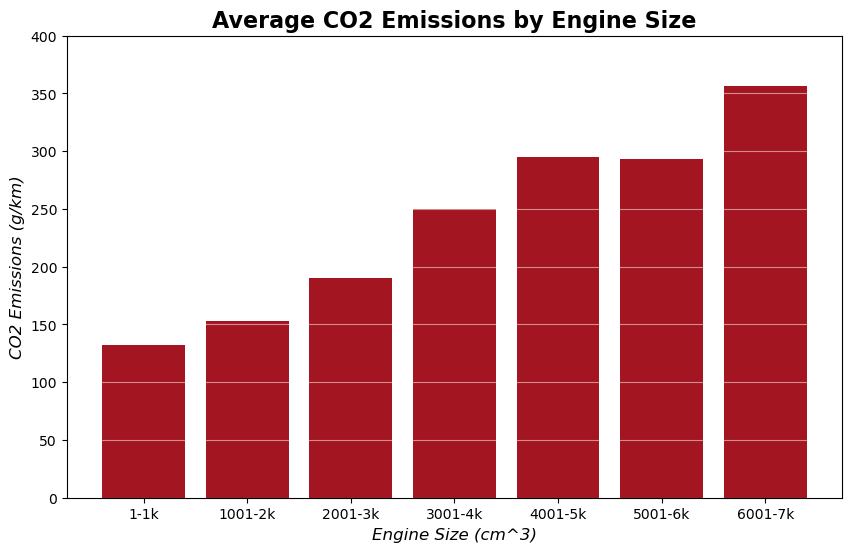 Average CO2 Emissions by Engine Size
CO2 Emissions (g/km)
400
350
300
250
200
150
100
50
0
1-1k 1001-2k 2001-3k 3001-4k 4001-5k 5001-6k 6001-7k
Engine Size (cm^3)